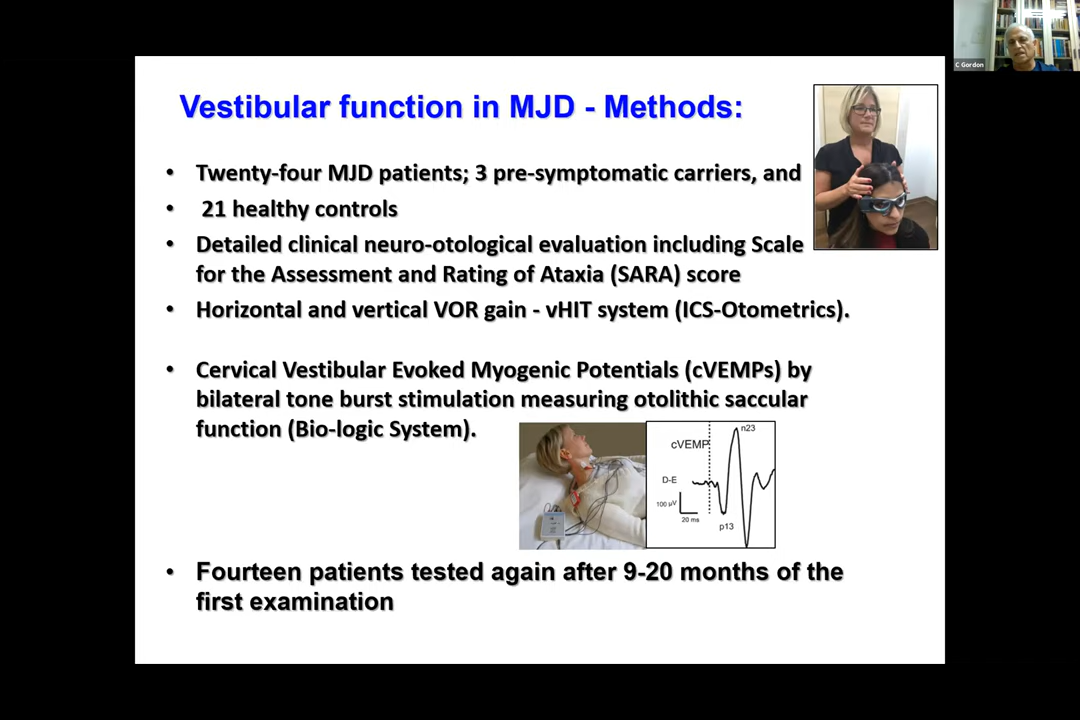 C Gordon
Vestibular function in MJD - Methods:
• Twenty-four MJD patients; 3 pre-symptomatic carriers, and
• 21 healthy controls
• Detailed clinical neuro-otological evaluation including Scale
for the Assessment and Rating of Ataxia (SARA) score
• Horizontal and vertical VOR gain - vHIT system (ICS-Otometrics).
• Cervical Vestibular Evoked Myogenic Potentials (cVEMPs) by
bilateral tone burst stimulation measuring otolithic saccular
function (Bio-logic System).
n23
cVEMP
D-E
100 µV
20 ms
p13
• Fourteen patients tested again after 9-20 months of the
first examination